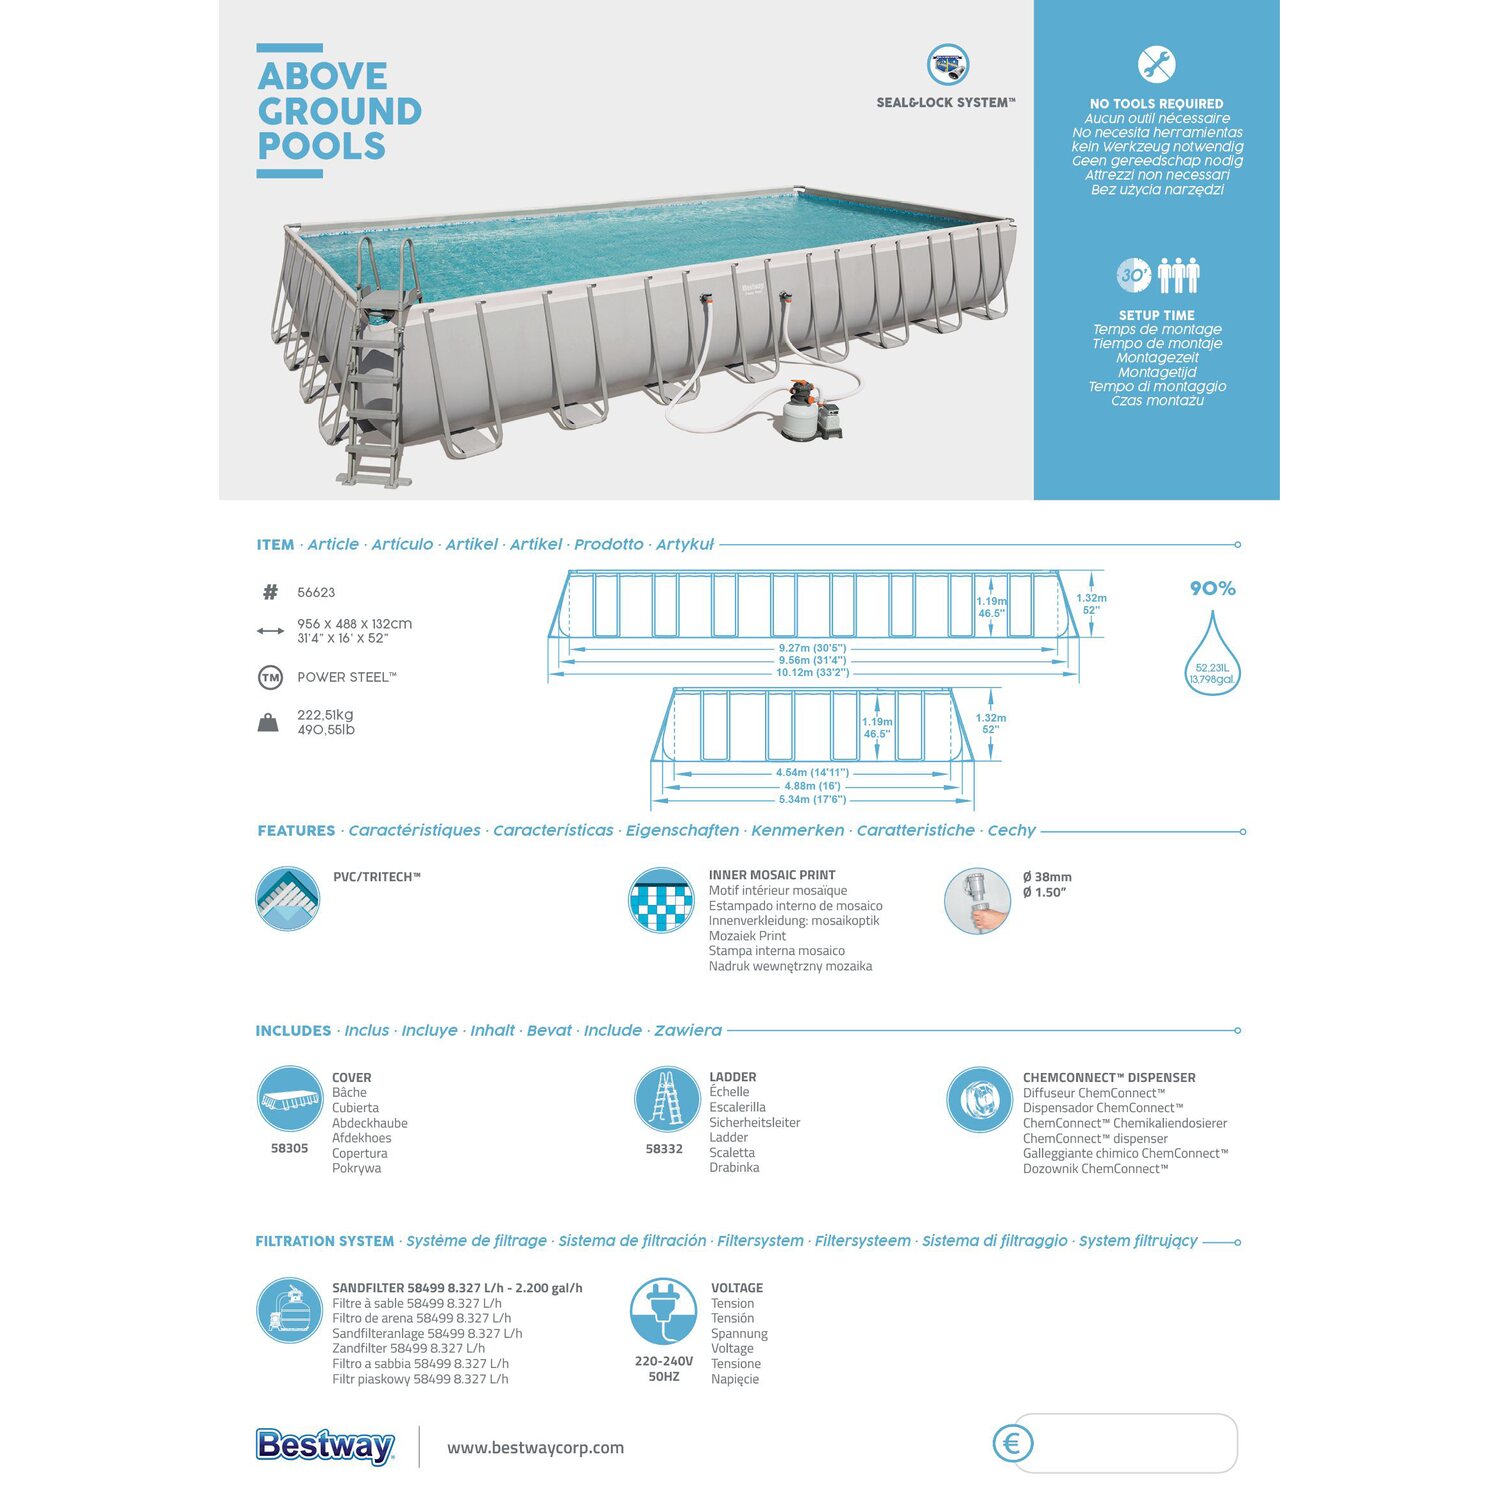 ABOVE
GROUND
POOLS
SEAL&LOCK SYSTEM™
NO TOOLS REQUIRED
Aucun outil nécessaire
No necesita herramientas
kein Werkzeug notwendig
Geen gereedschap nodig
Attrezzi non necessari
Bez użycia narzędzi
30'
SETUP TIME
Temps de montage
Tiempo de montaje
Montagezeit
Montagetijd
Tempo di montaggio
Czas montażu
Bestway
ITEM · Article · Artículo · Artikel · Artikel · Prodotto · Artykuł
# 56623
956 x 488 x 132cm
31'4" x 16' x 52"
TM POWER STEEL™
222,51kg
490,55lb
1.19m
46.5"
1.32m
52"
9.27m (30'5")
9.56m (31'4")
10.12m (33'2")
1.19m
46.5"
1.32m
52"
4.54m (14'11")
4.88m (16')
5.34m (17'6")
90%
52,231L
13,798gal.
FEATURES · Caractéristiques · Características · Eigenschaften · Kenmerken · Caratteristiche · Cechy
PVC/TRITECH™
INNER MOSAIC PRINT
Motif intérieur mosaïque
Estampado interno de mosaico
Innenverkleidung: mosaikoptik
Mozaiek Print
Stampa interna mosaico
Nadruk wewnętrzny mozaika
Ø 38mm
Ø 1.50”
INCLUDES · Inclus · Incluye · Inhalt · Bevat · Include · Zawiera
58305
COVER
Bâche
Cubierta
Abdeckhaube
Afdekhoes
Copertura
Pokrywa
58332
LADDER
Échelle
Escalerilla
Sicherheitsleiter
Ladder
Scaletta
Drabinka
CHEMCONNECT™ DISPENSER
Diffuseur ChemConnect™
Dispensador ChemConnect™
ChemConnect™ Chemikaliendosierer
ChemConnect™ dispenser
Galleggiante chimico ChemConnect™
Dozownik ChemConnect™
FILTRATION SYSTEM · Système de filtrage · Sistema de filtración · Filtersystem · Filtersysteem · Sistema di filtraggio · System filtrujący
SANDFILTER 58499 8.327 L/h - 2.200 gal/h
Filtre à sable 58499 8.327 L/h
Filtro de arena 58499 8.327 L/h
Sandfilteranlage 58499 8.327 L/h
Zandfilter 58499 8.327 L/h
Filtro a sabbia 58499 8.327 L/h
Filtr piaskowy 58499 8.327 L/h
220-240V
50HZ
VOLTAGE
Tension
Tensión
Spannung
Voltage
Tensione
Napięcie
Bestway®
www.bestwaycorp.com
€